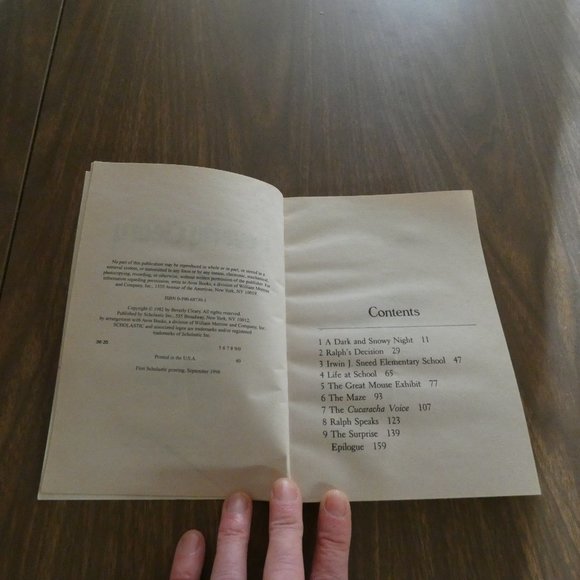 No part of this publication may be reproduced in whole or in part, or stored in a
retrieval system, or transmitted in any form or by any means, electronic, mechanical,
photocopying, recording, or otherwise, without written permission of the publisher. For
information regarding permission, write to Avon Books, a division of William Morrow
and Company, Inc., 1350 Avenue of the Americas, New York, NY 10019.
ISBN
Copyright © 1982 by Beverly Cleary. All rights reserved.
Published by Scholastic Inc., 555 Broadway, New York, NY 10012,
by arrangement with Avon Books, a division of William Morrow and Company, Inc.
SCHOLASTIC and associated logos are trademarks and/or registered
trademarks of Scholastic Inc.
Printed in the U.S.A. 40
First Scholastic printing, September 1998
Contents
1 A Dark and Snowy Night 11
2 Ralph's Decision 29
3 Irwin J. Sneed Elementary School 47
4 Life at School 65
5 The Great Mouse Exhibit 77
6 The Maze 93
7 The Cucaracha Voice 107
8 Ralph Speaks 123
9 The Surprise 139
Epilogue 159